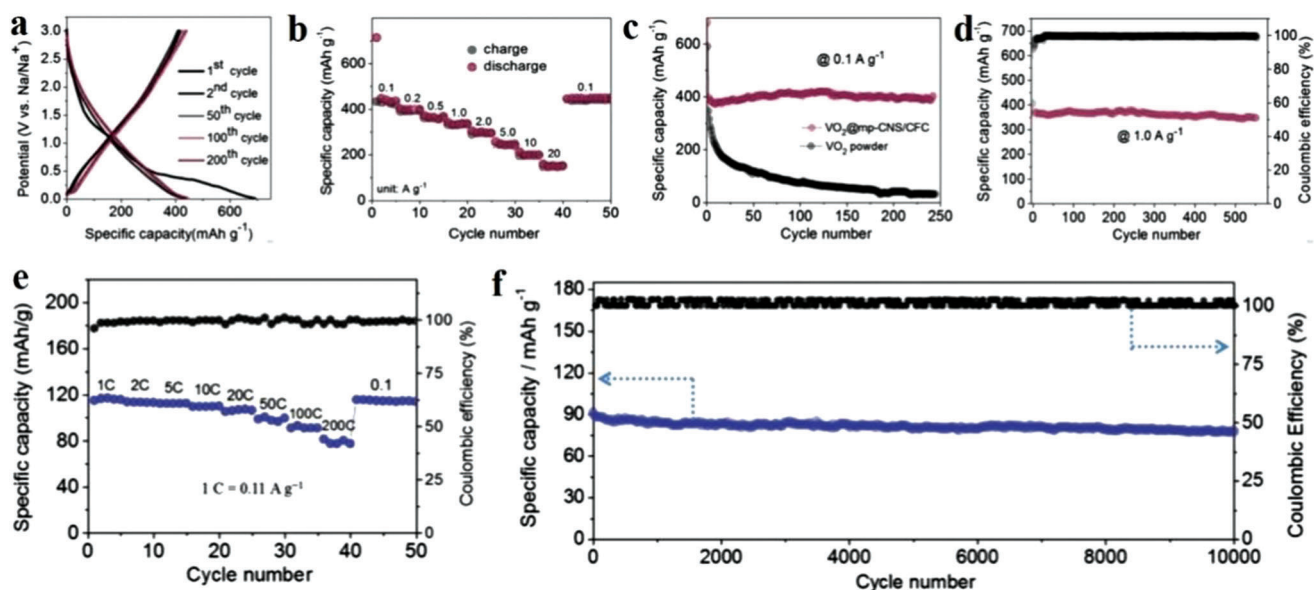 a
3.0
2.5
2.0
1.5
1.0
0.5
0.0
Potential (V vs. Na/Na⁺)
1ˢᵗ cycle
2ⁿᵈ cycle
50ᵗʰ cycle
100ᵗʰ cycle
200ᵗʰ cycle
0 200 400 600
Specific capacity(mAh g⁻¹)
b
800
600
400
200
0
Specific capacity (mAh g⁻¹)
charge
discharge
0.1 0.2 0.5 1.0 2.0 5.0 10 20 0.1
unit: A g⁻¹
0 10 20 30 40 50
Cycle number
c
600
400
200
0
Specific capacity (mAh g⁻¹)
@ 0.1 A g⁻¹
VO₂@mp-CNS/CFC
VO₂ powder
0 50 100 150 200 250
Cycle number
d
700
600
500
400
300
200
100
0
Specific capacity (mAh g⁻¹)
@ 1.0 A g⁻¹
100
80
60
40
20
0
Coulombic efficiency (%)
0 100 200 300 400 500
Cycle number
e
200
160
120
80
40
0
Specific capacity (mAh/g)
1C 2C 5C 10C 20C 50C 100C 200C 0.1
1 C = 0.11 A g⁻¹
100
75
50
25
0
Coulombic efficiency (%)
0 10 20 30 40 50
Cycle number
f
180
150
120
90
60
30
0
Specific capacity / mAh g⁻¹
100
50
0
Coulombic Efficiency (%)
0 2000 4000 6000 8000 10000
Cycle number